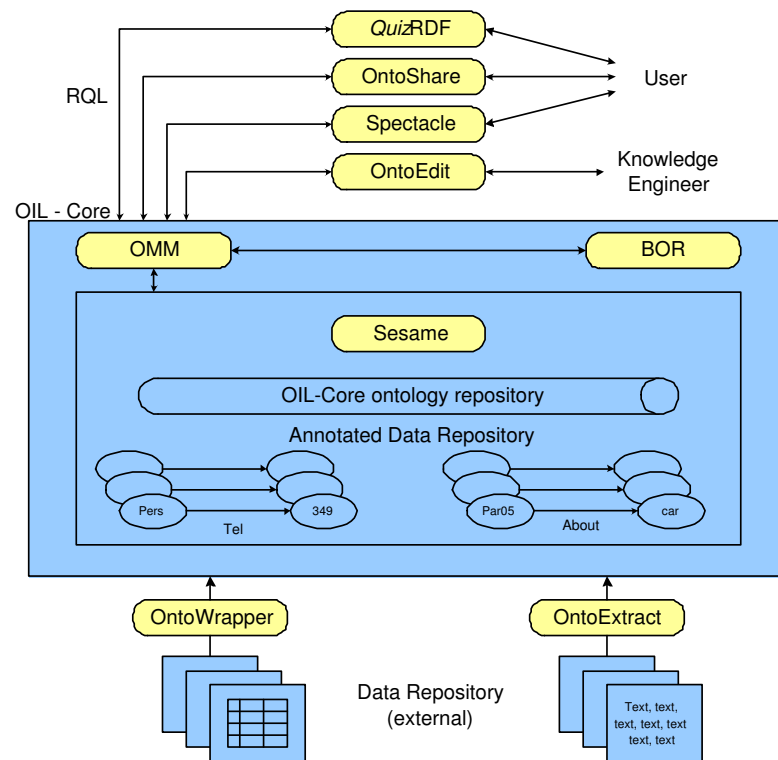 QuizRDF
OntoShare
RQL
User
Spectacle
OntoEdit
Knowledge
Engineer
OIL - Core
OMM
BOR
Sesame
OIL-Core ontology repository
Annotated Data Repository
Pers
349
Par05
car
Tel
About
OntoWrapper
OntoExtract
Data Repository
(external)
Text, text,
text, text, text
text, text